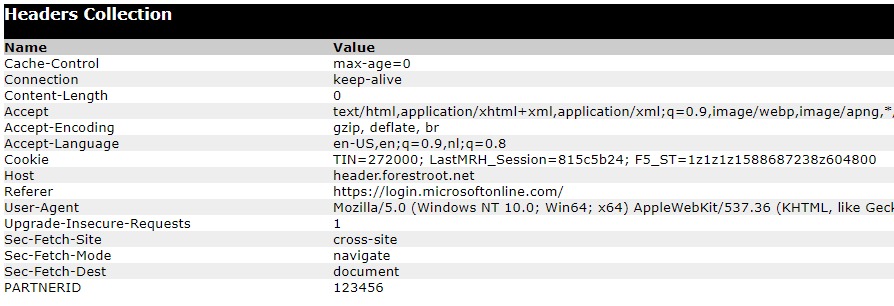 Headers Collection
Name Value
Cache-Control max-age=0
Connection keep-alive
Content-Length 0
Accept text/html,application/xhtml+xml,application/xml;q=0.9,image/webp,image/apng,*,
Accept-Encoding gzip, deflate, br
Accept-Language en-US,en;q=0.9,nl;q=0.8
Cookie TIN=272000; LastMRH_Session=815c5b24; F5_ST=1z1z1z1588687238z604800
Host header.forestroot.net
Referer https://login.microsoftonline.com/
User-Agent Mozilla/5.0 (Windows NT 10.0; Win64; x64) AppleWebKit/537.36 (KHTML, like Geck
Upgrade-Insecure-Requests 1
Sec-Fetch-Site cross-site
Sec-Fetch-Mode navigate
Sec-Fetch-Dest document
PARTNERID 123456